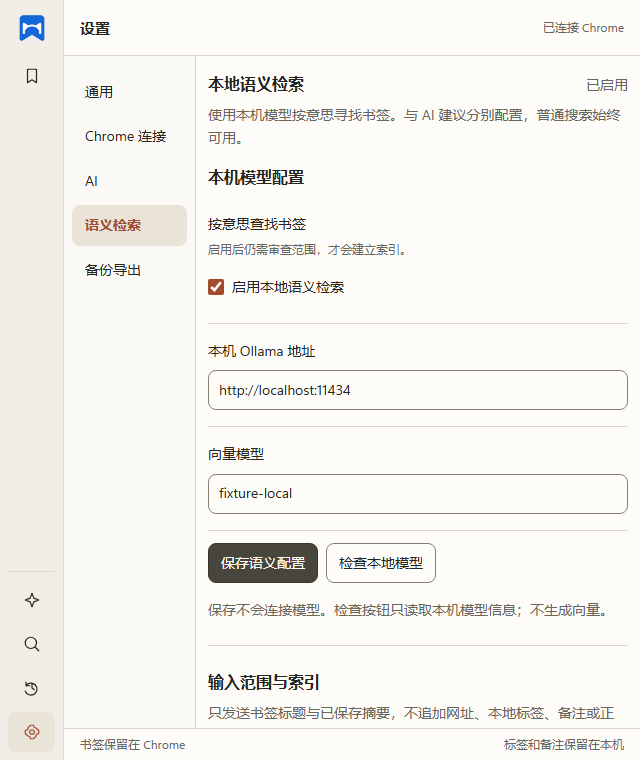 设置
已连接 Chrome
通用
Chrome 连接
AI
语义检索
备份导出
本地语义检索
已启用
使用本机模型按意思寻找书签。与 AI 建议分别配置，普通搜索始终
可用。
本机模型配置
按意思查找书签
启用后仍需审查范围，才会建立索引。
启用本地语义检索
本机 Ollama 地址
http://localhost:11434
向量模型
fixture-local
保存语义配置
检查本地模型
保存不会连接模型。检查按钮只读取本机模型信息；不生成向量。
输入范围与索引
只发送书签标题与已保存摘要，不追加网址、本地标签、备注或正
书签保留在 Chrome
标签和备注保留在本机